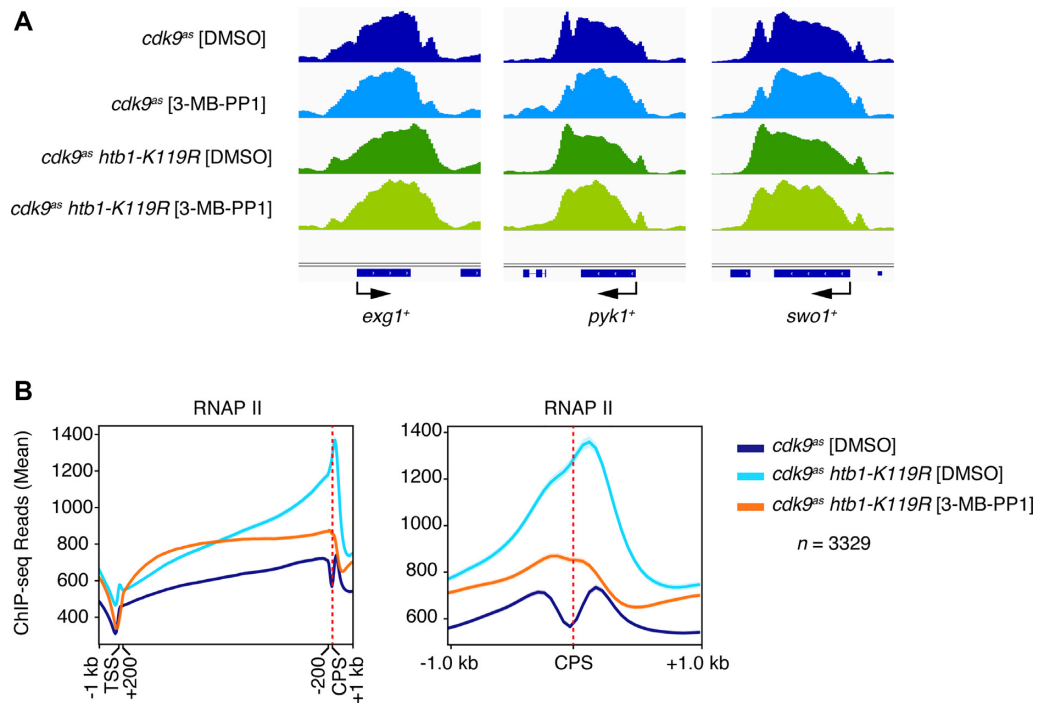 A
cdk9as [DMSO]
cdk9as [3-MB-PP1]
cdk9as htb1-K119R [DMSO]
cdk9as htb1-K119R [3-MB-PP1]
exg1+
pyk1+
swo1+
B
RNAP II
ChIP-seq Reads (Mean)
1400
1200
1000
800
600
400
-1 kb
TSS
+200
-200
CPS
+1 kb
RNAP II
1400
1200
1000
800
600
-1.0 kb
CPS
+1.0 kb
cdk9as [DMSO]
cdk9as htb1-K119R [DMSO]
cdk9as htb1-K119R [3-MB-PP1]
n = 3329